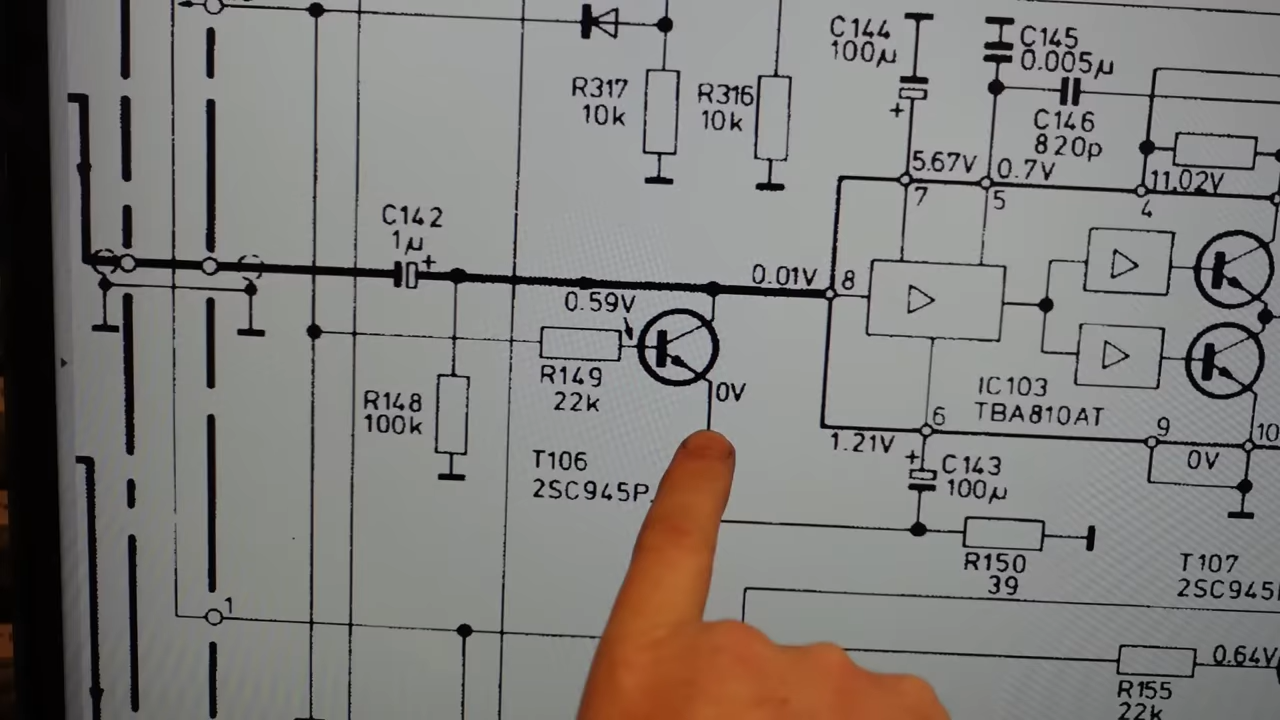 C144
100μ
C145
0.005μ
R317
10k
R316
10k
C146
820p
5.67V
0.7V
11.02V
7
5
4
C142
1μ
+
+
0.01V
8
0.59V
R149
22k
0V
R148
100k
IC103
TBA810AT
T106
2SC945P
1.21V
6
9
10
0V
+
C143
100μ
R150
39
T107
2SC945
1
0.64V
R155
22k